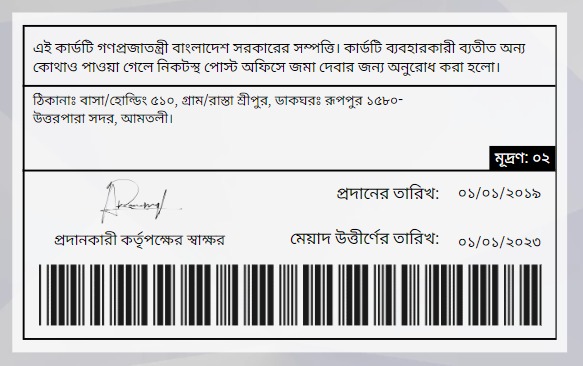 এই কার্ডটি গণপ্রজাতন্ত্রী বাংলাদেশ সরকারের সম্পত্তি। কার্ডটি ব্যবহারকারী ব্যতীত অন্য
কোথাও পাওয়া গেলে নিকটস্থ পোস্ট অফিসে জমা দেবার জন্য অনুরোধ করা হলো।
ঠিকানাঃ বাসা/হোল্ডিং ৫১০, গ্রাম/রাস্তা শ্রীপুর, ডাকঘরঃ রূপপুর ১৫৮০-
উত্তরপারা সদর, আমতলী।
মূদ্রণ: ০২
প্রদানের তারিখ: ০১/০১/২০১৯
প্রদানকারী কর্তৃপক্ষের স্বাক্ষর
মেয়াদ উত্তীর্ণের তারিখ: ০১/০১/২০২৩